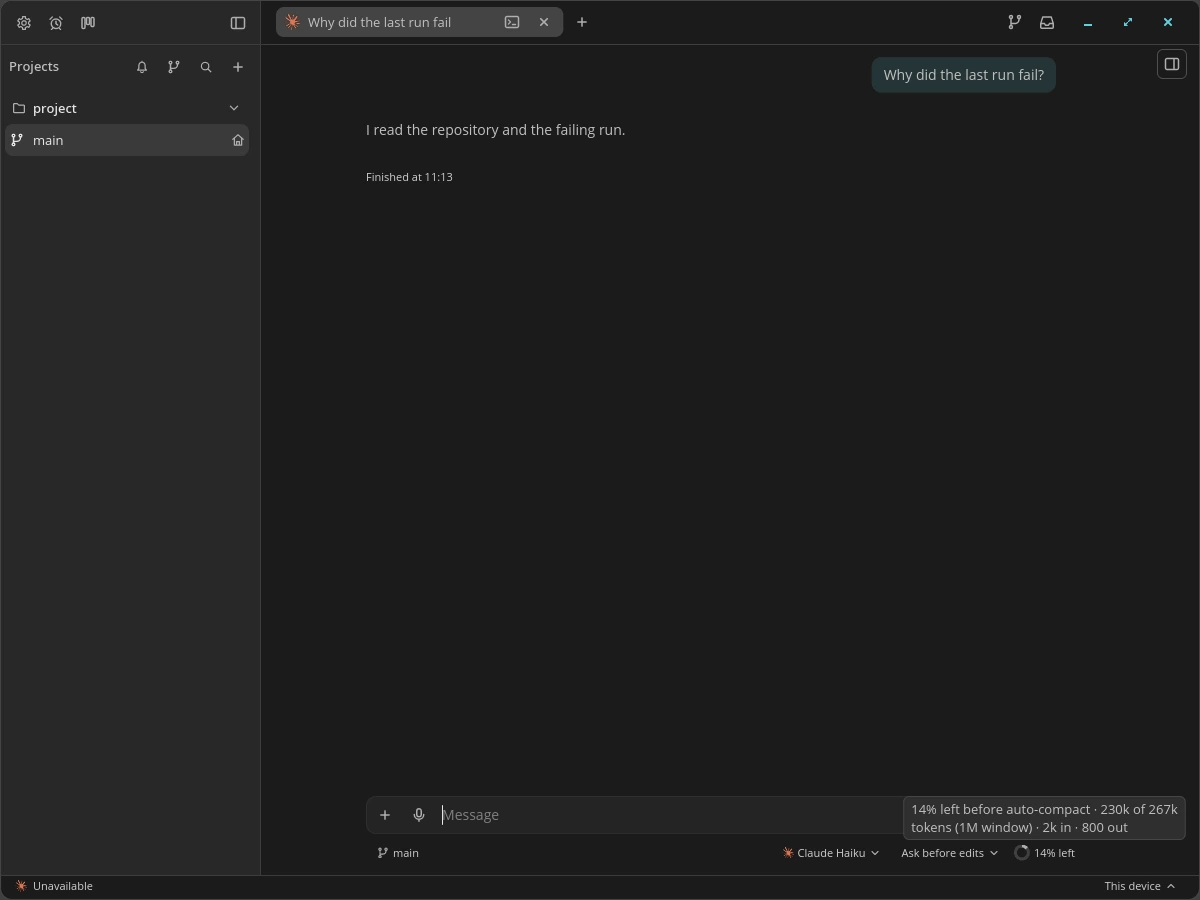 Why did the last run fail
Projects
project
main
Why did the last run fail?
I read the repository and the failing run.
Finished at 11:13
Message
14% left before auto-compact · 230k of 267k
tokens (1M window) · 2k in · 800 out
main
Claude Haiku
Ask before edits
14% left
Unavailable
This device